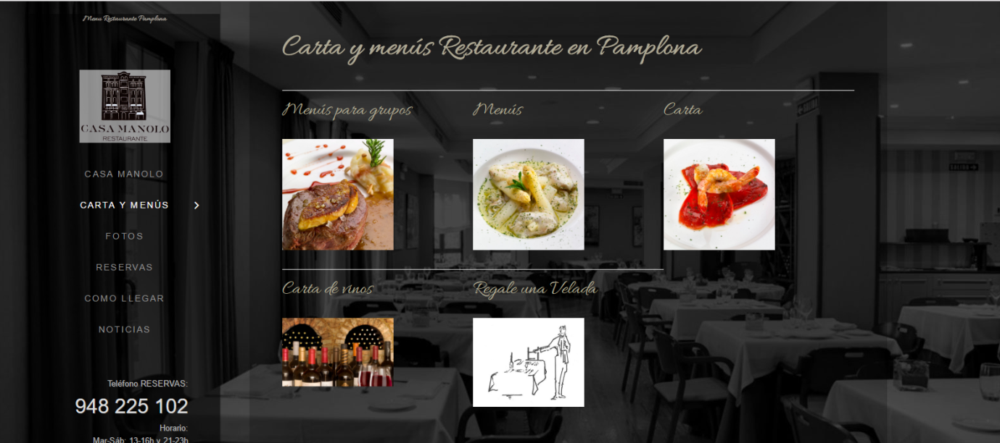 Menu Restaurante Pamplona
CASA MANOLO
RESTAURANTE
CASA MANOLO
CARTA Y MENÚS
FOTOS
RESERVAS
COMO LLEGAR
NOTICIAS
Teléfono RESERVAS:
948 225 102
Horario:
Mar-Sáb: 13-16h y 21-23h
Carta y menús Restaurante en Pamplona
Menús para grupos
Menús
Carta
Carta de vinos
Regale una Velada
SALIDA